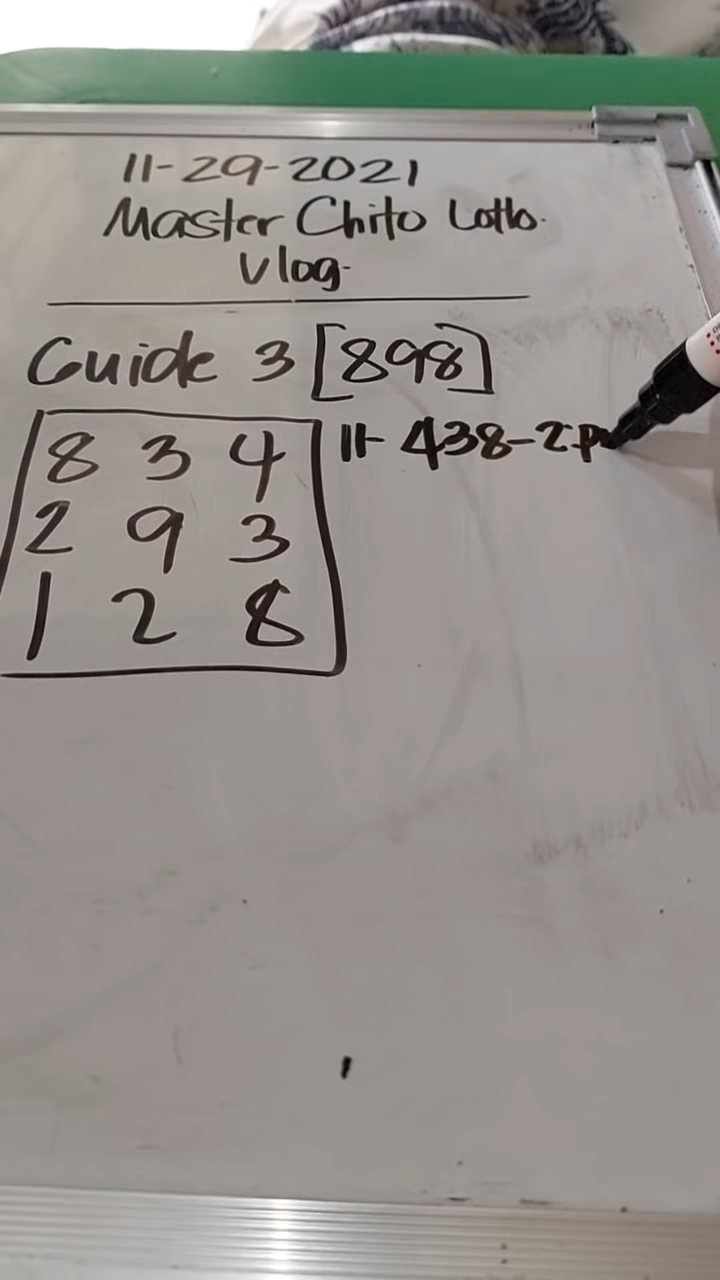 11-29-2021
Master Chito Lotto.
Vlog-
Guide 3 [898]
8 3 4 11- 438-2pm
2 9 3
1 2 8